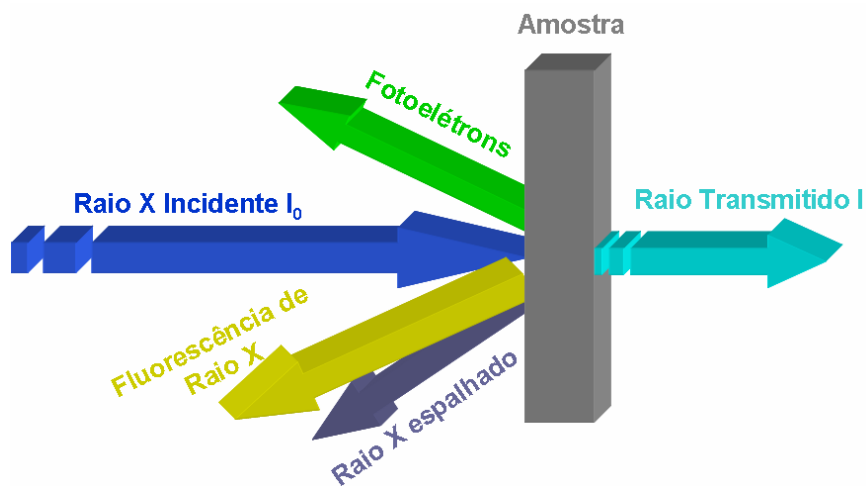 Amostra
Fotoelétrons
Raio X Incidente I₀
Raio Transmitido I
Fluorescência de
Raio X
Raio X espalhado